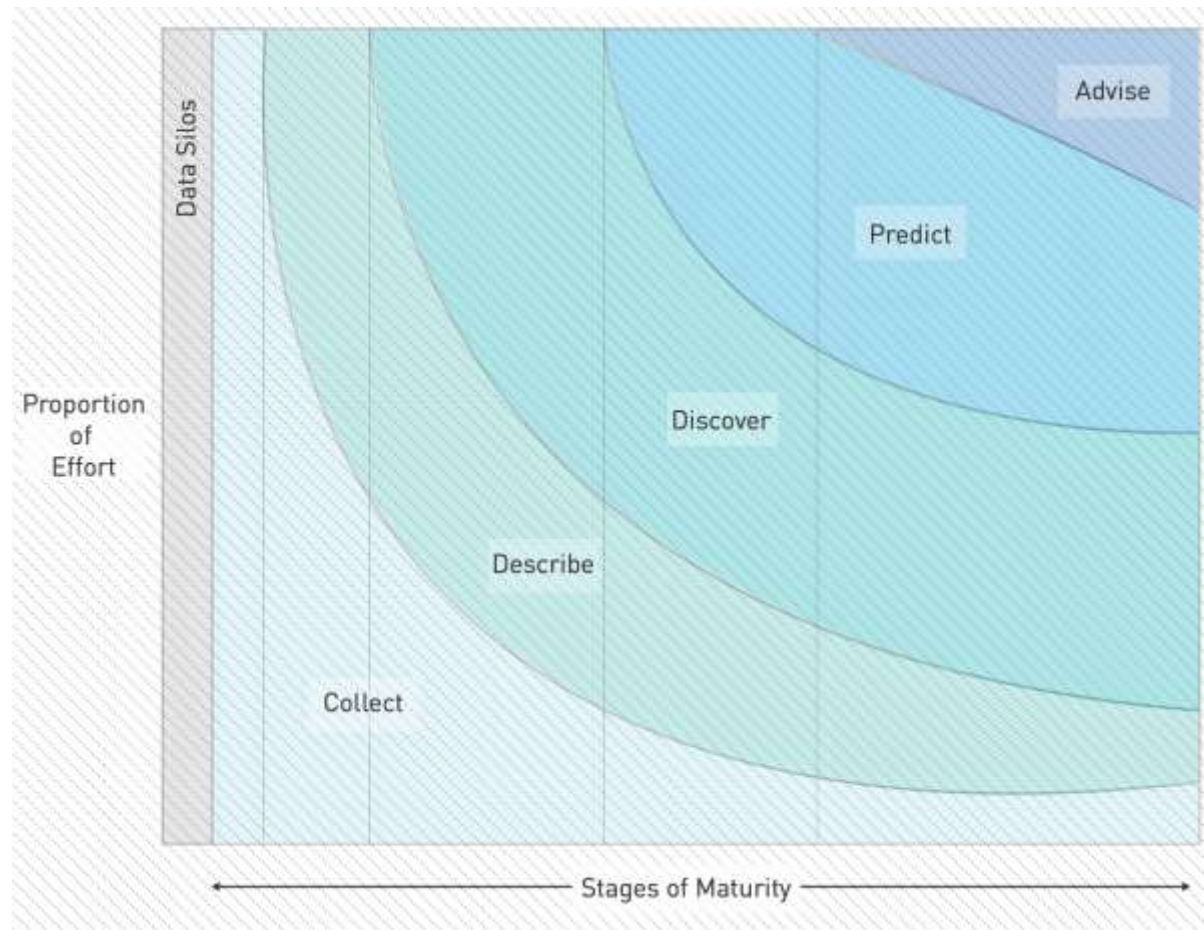 Data Silos
Advise
Predict
Proportion
of
Effort
Discover
Describe
Collect
Stages of Maturity